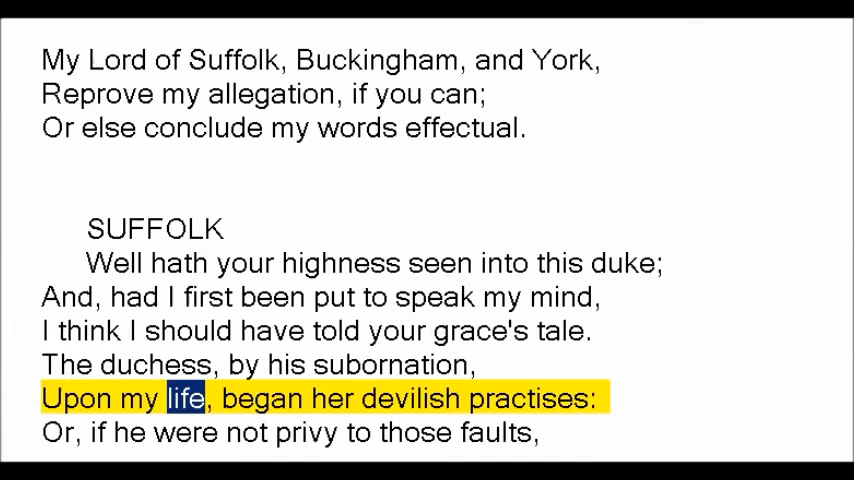 My Lord of Suffolk, Buckingham, and York,
Reprove my allegation, if you can;
Or else conclude my words effectual.
SUFFOLK
Well hath your highness seen into this duke;
And, had I first been put to speak my mind,
I think I should have told your grace's tale.
The duchess, by his subornation,
Upon my life, began her devilish practises:
Or, if he were not privy to those faults,